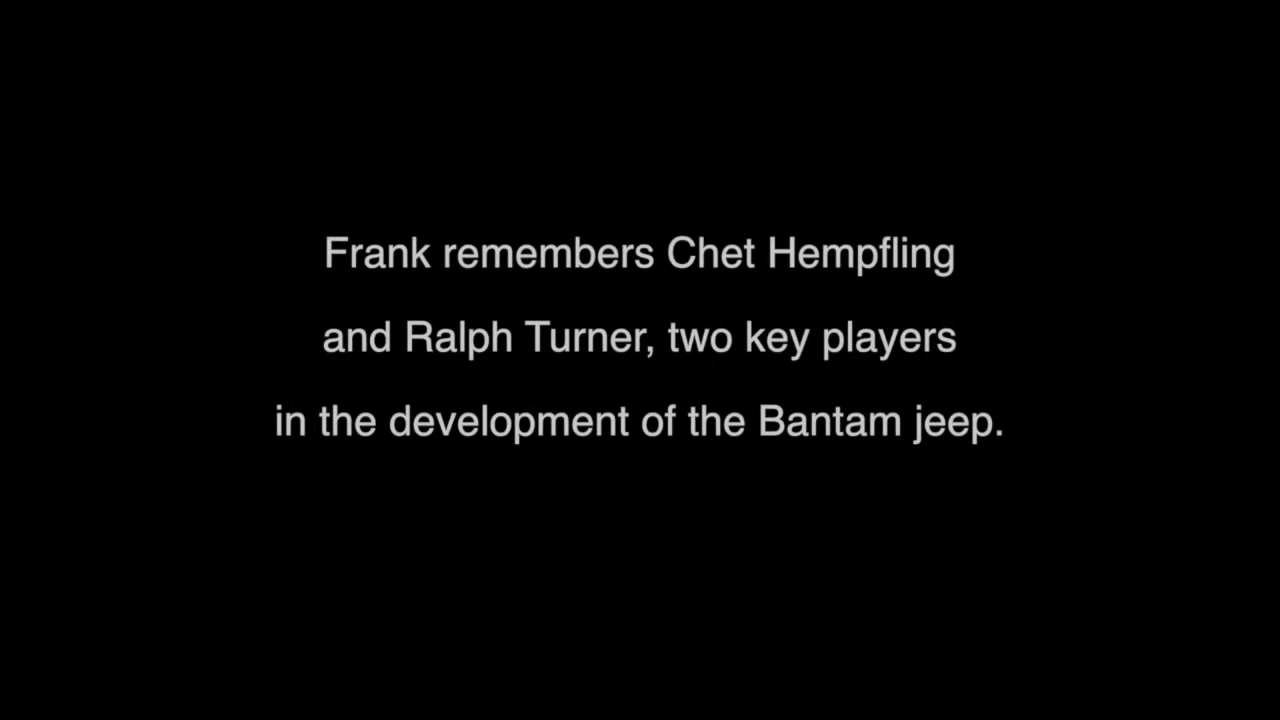 Frank remembers Chet Hempfling
and Ralph Turner, two key players
in the development of the Bantam jeep.